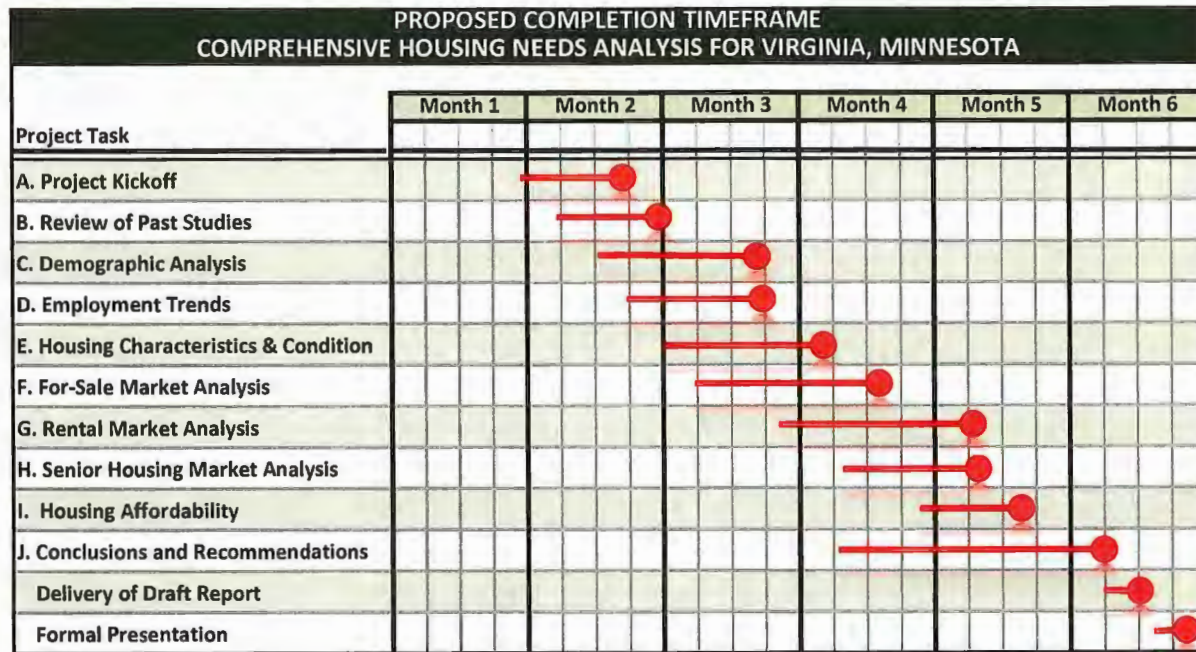 PROPOSED COMPLETION TIMEFRAME
COMPREHENSIVE HOUSING NEEDS ANALYSIS FOR VIRGINIA, MINNESOTA
Month 1 Month 2 Month 3 Month 4 Month 5 Month 6
Project Task
A. Project Kickoff
B. Review of Past Studies
C. Demographic Analysis
D. Employment Trends
E. Housing Characteristics & Condition
F. For-Sale Market Analysis
G. Rental Market Analysis
H. Senior Housing Market Analysis
I. Housing Affordability
J. Conclusions and Recommendations
Delivery of Draft Report
Formal Presentation